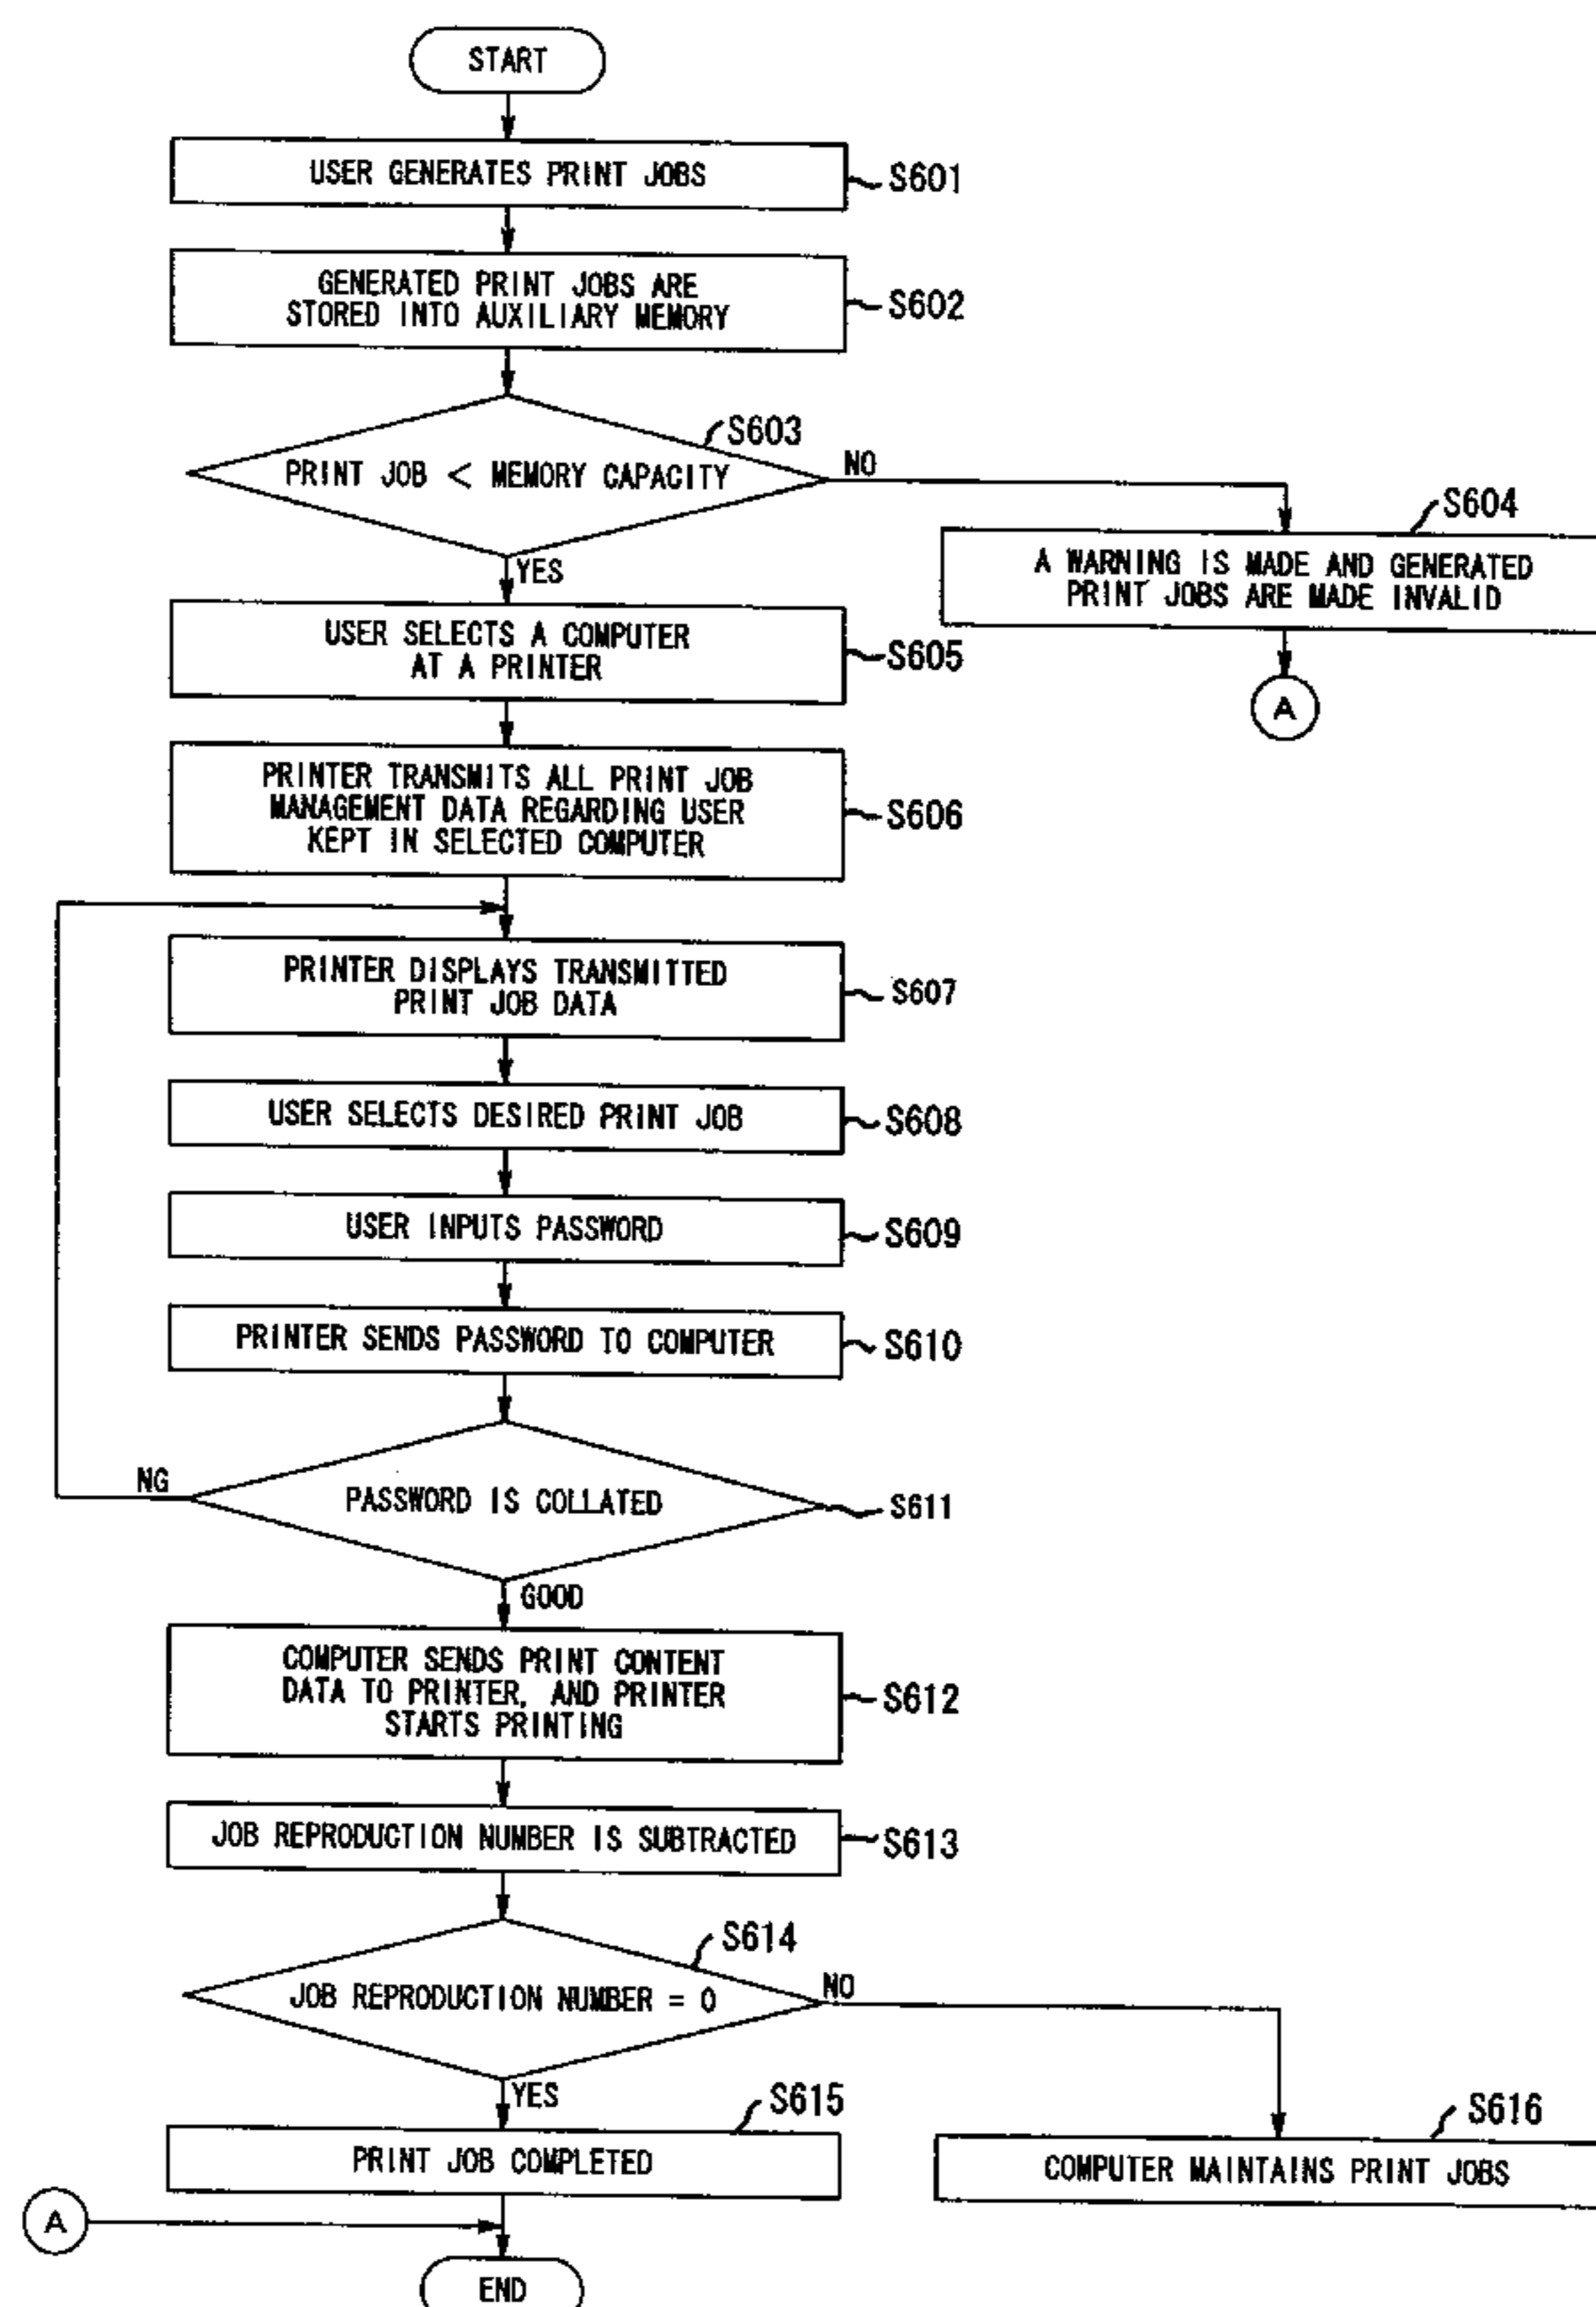 START
USER GENERATES PRINT JOBS
S601
GENERATED PRINT JOBS ARE
STORED INTO AUXILIARY MEMORY
S602
S603
PRINT JOB < MEMORY CAPACITY
NO
YES
S604
A WARNING IS MADE AND GENERATED
PRINT JOBS ARE MADE INVALID
A
USER SELECTS A COMPUTER
AT A PRINTER
S605
PRINTER TRANSMITS ALL PRINT JOB
MANAGEMENT DATA REGARDING USER
KEPT IN SELECTED COMPUTER
S606
PRINTER DISPLAYS TRANSMITTED
PRINT JOB DATA
S607
USER SELECTS DESIRED PRINT JOB
S608
USER INPUTS PASSWORD
S609
PRINTER SENDS PASSWORD TO COMPUTER
S610
NG
PASSWORD IS COLLATED
S611
GOOD
COMPUTER SENDS PRINT CONTENT
DATA TO PRINTER, AND PRINTER
STARTS PRINTING
S612
JOB REPRODUCTION NUMBER IS SUBTRACTED
S613
S614
JOB REPRODUCTION NUMBER = 0
NO
YES
S615
PRINT JOB COMPLETED
S616
COMPUTER MAINTAINS PRINT JOBS
A
END